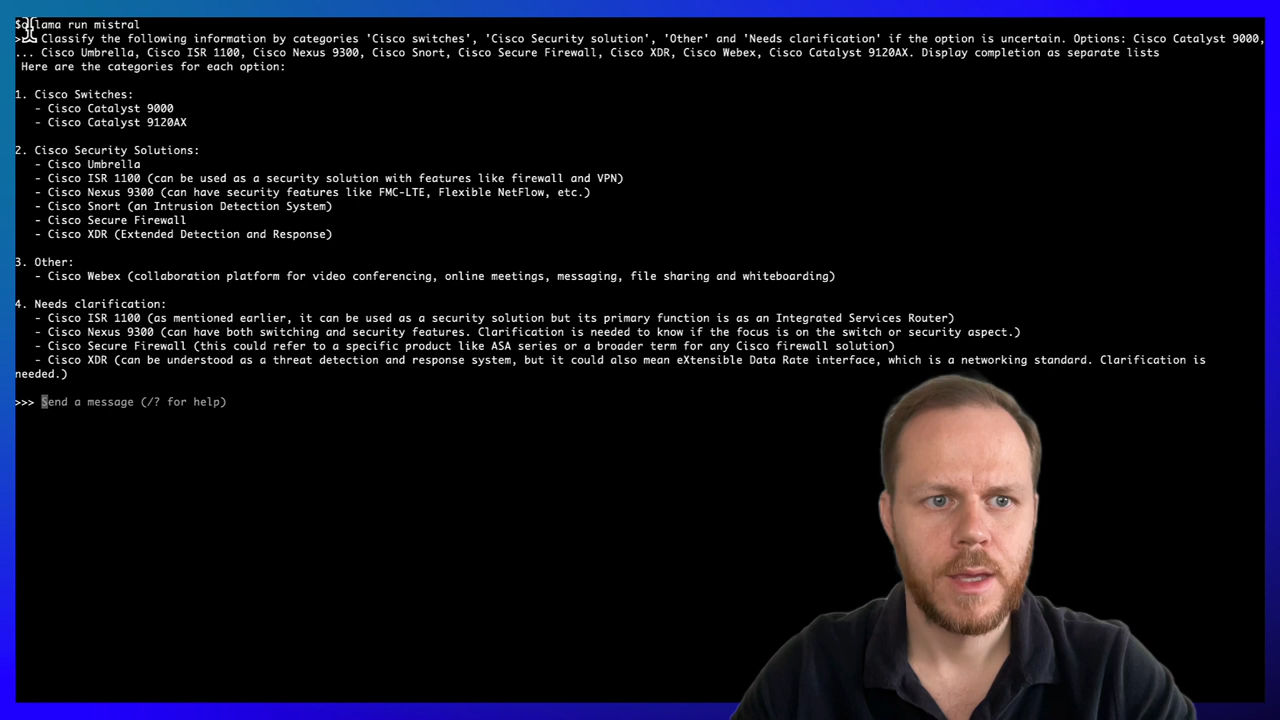 $ollama run mistral
>>> Classify the following information by categories 'Cisco switches', 'Cisco Security solution', 'Other' and 'Needs clarification' if the option is uncertain. Options: Cisco Catalyst 9000,
... Cisco Umbrella, Cisco ISR 1100, Cisco Nexus 9300, Cisco Snort, Cisco Secure Firewall, Cisco XDR, Cisco Webex, Cisco Catalyst 9120AX. Display completion as separate lists
Here are the categories for each option:
1. Cisco Switches:
- Cisco Catalyst 9000
- Cisco Catalyst 9120AX
2. Cisco Security Solutions:
- Cisco Umbrella
- Cisco ISR 1100 (can be used as a security solution with features like firewall and VPN)
- Cisco Nexus 9300 (can have security features like FMC-LTE, Flexible NetFlow, etc.)
- Cisco Snort (an Intrusion Detection System)
- Cisco Secure Firewall
- Cisco XDR (Extended Detection and Response)
3. Other:
- Cisco Webex (collaboration platform for video conferencing, online meetings, messaging, file sharing and whiteboarding)
4. Needs clarification:
- Cisco ISR 1100 (as mentioned earlier, it can be used as a security solution but its primary function is as an Integrated Services Router)
- Cisco Nexus 9300 (can have both switching and security features. Clarification is needed to know if the focus is on the switch or security aspect.)
- Cisco Secure Firewall (this could refer to a specific product like ASA series or a broader term for any Cisco firewall solution)
- Cisco XDR (can be understood as a threat detection and response system, but it could also mean eXtensible Data Rate interface, which is a networking standard. Clarification is
needed.)
>>> Send a message (/? for help)